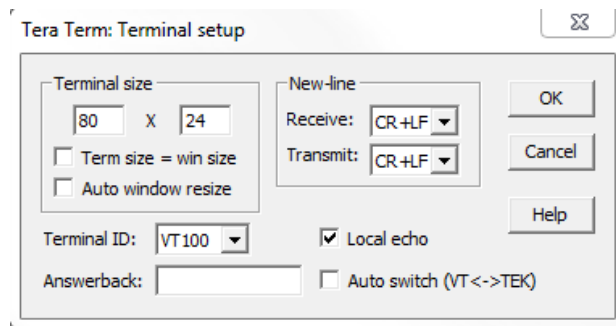 Tera Term: Terminal setup
Terminal size
80 X 24
Term size = win size
Auto window resize
New-line
Receive: CR+LF
Transmit: CR+LF
OK
Cancel
Help
Terminal ID: VT100
Local echo
Answerback:
Auto switch (VT<->TEK)